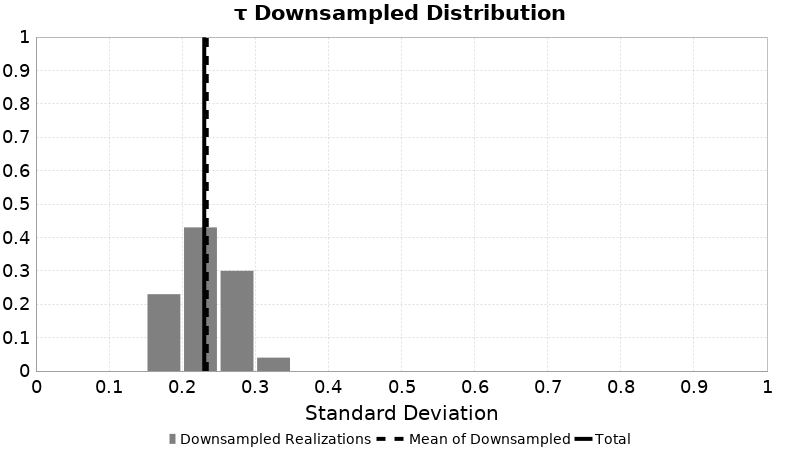 τ Downsampled Distribution
1
0.9
0.8
0.7
0.6
0.5
0.4
0.3
0.2
0.1
0
0 0.1 0.2 0.3 0.4 0.5 0.6 0.7 0.8 0.9 1
Standard Deviation
Downsampled Realizations Mean of Downsampled Total